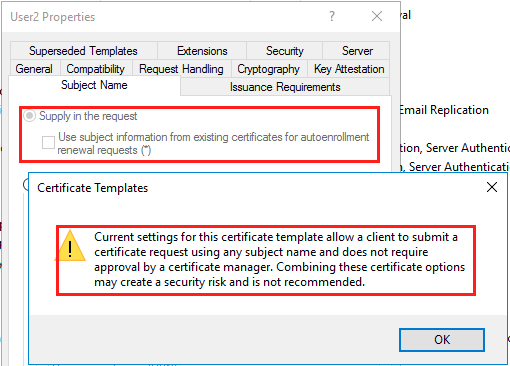 User2 Properties
Superseded Templates Extensions Security Server
General Compatibility Request Handling Cryptography Key Attestation
Subject Name Issuance Requirements
Supply in the request
Use subject information from existing certificates for autoenrollment
renewal requests (*)
Email Replication
Server Authentic
Server Authenticati
Certificate Templates
Current settings for this certificate template allow a client to submit a
certificate request using any subject name and does not require
approval by a certificate manager. Combining these certificate options
may create a security risk and is not recommended.
OK